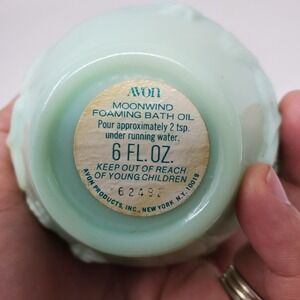 AVON
MOONWIND
FOAMING BATH OIL
Pour approximately 2 tsp.
under running water.
6 FL. OZ.
KEEP OUT OF REACH
OF YOUNG CHILDREN
AVON PRODUCTS, INC., NEW YORK, N.Y. 10019